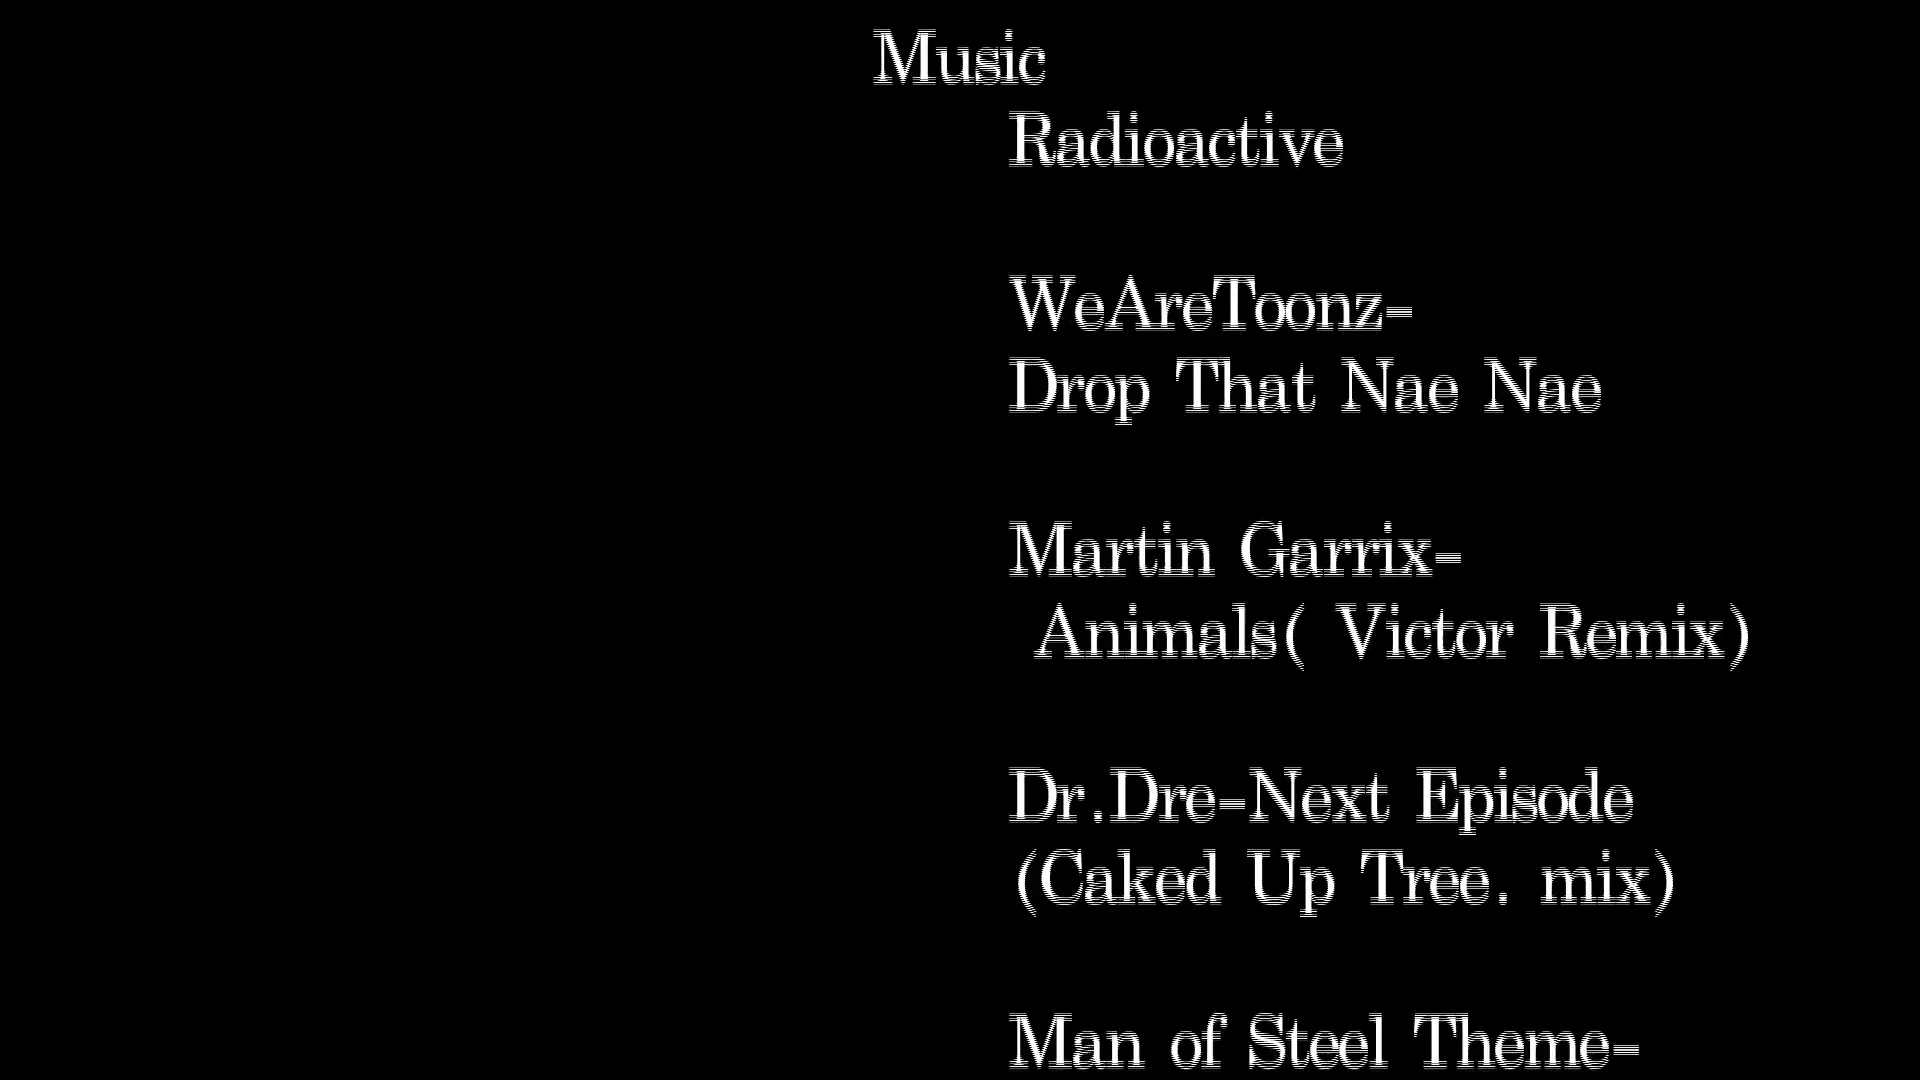 Music
Radioactive
WeAreToonz-
Drop That Nae Nae
Martin Garrix-
Animals( Victor Remix)
Dr.Dre-Next Episode
(Caked Up Tree. mix)
Man of Steel Theme-